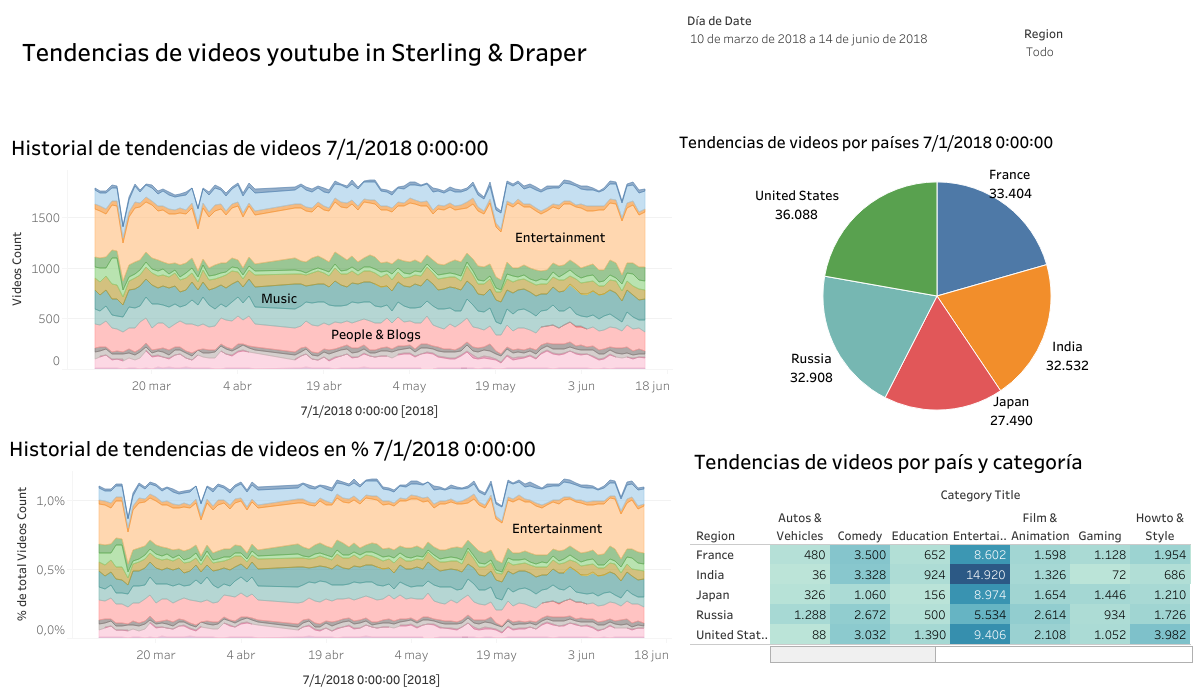 Tendencias de videos youtube in Sterling & Draper
Día de Date
10 de marzo de 2018 a 14 de junio de 2018
Region
Todo
Historial de tendencias de videos 7/1/2018 0:00:00
Videos Count
1500
1000
500
0
Entertainment
Music
People & Blogs
20 mar 4 abr 19 abr 4 may 19 may 3 jun 18 jun
7/1/2018 0:00:00 [2018]
Tendencias de videos por países 7/1/2018 0:00:00
France
33.404
United States
36.088
India
32.532
Russia
32.908
Japan
27.490
Historial de tendencias de videos en % 7/1/2018 0:00:00
% de total Videos Count
1,0%
0,5%
0,0%
Entertainment
20 mar 4 abr 19 abr 4 may 19 may 3 jun 18 jun
7/1/2018 0:00:00 [2018]
Tendencias de videos por país y categoría
Category Title
Autos & Film & Howto &
Region Vehicles Comedy Education Entertai.. Animation Gaming Style
France 480 3.500 652 8.602 1.598 1.128 1.954
India 36 3.328 924 14.920 1.326 72 686
Japan 326 1.060 156 8.974 1.654 1.446 1.210
Russia 1.288 2.672 500 5.534 2.614 934 1.726
United Stat.. 88 3.032 1.390 9.406 2.108 1.052 3.982